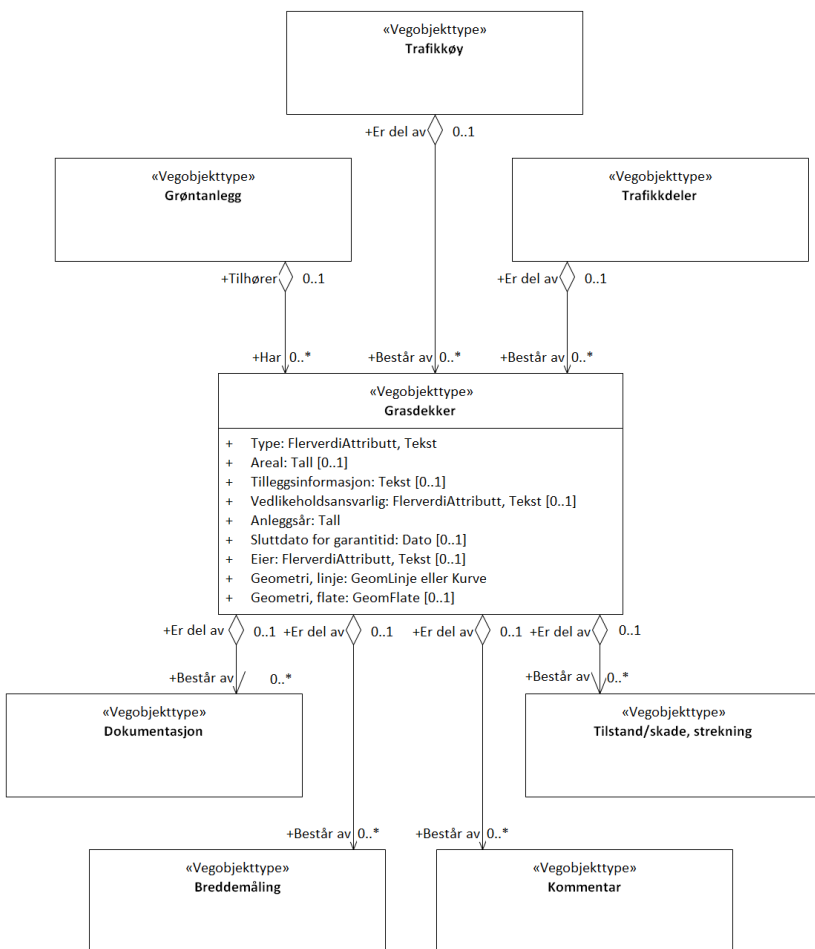 «Vegobjekttype»
Trafikkøy
+Er del av 0..1
«Vegobjekttype»
Grøntanlegg
«Vegobjekttype»
Trafikkdeler
+Tilhører 0..1
+Er del av 0..1
+Har 0..*
+Består av 0..*
+Består av 0..*
«Vegobjekttype»
Grasdekker
+ Type: FlerverdiAttributt, Tekst
+ Areal: Tall [0..1]
+ Tilleggsinformasjon: Tekst [0..1]
+ Vedlikeholdsansvarlig: FlerverdiAttributt, Tekst [0..1]
+ Anleggsår: Tall
+ Sluttdato for garantitid: Dato [0..1]
+ Eier: FlerverdiAttributt, Tekst [0..1]
+ Geometri, linje: GeomLinje eller Kurve
+ Geometri, flate: GeomFlate [0..1]
+Er del av 0..1
+Er del av 0..1
+Er del av 0..1
+Er del av 0..1
+Består av 0..*
+Består av 0..*
«Vegobjekttype»
Dokumentasjon
«Vegobjekttype»
Tilstand/skade, strekning
+Består av 0..*
+Består av 0..*
«Vegobjekttype»
Breddemåling
«Vegobjekttype»
Kommentar